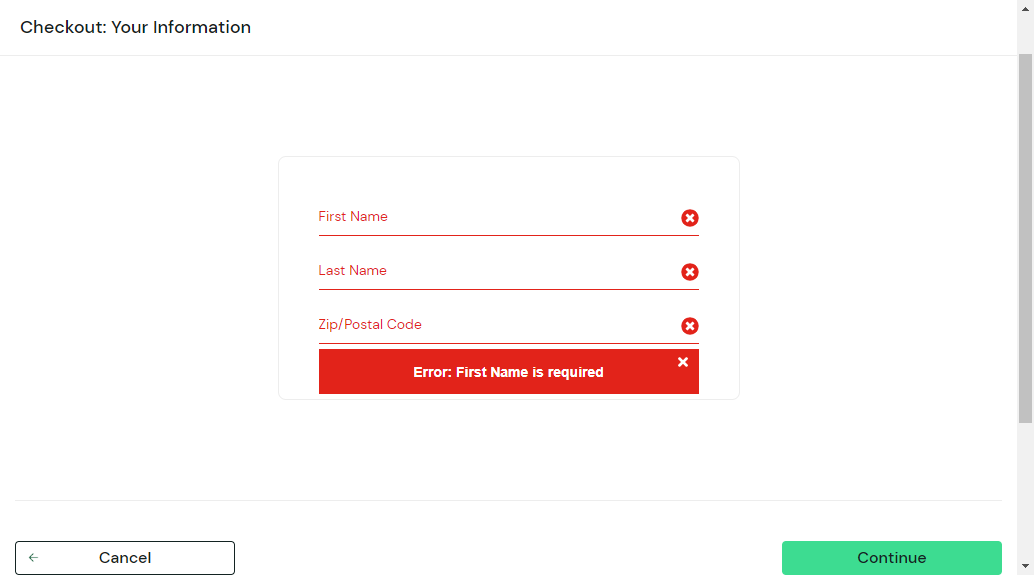 Checkout: Your Information
First Name
Last Name
Zip/Postal Code
Error: First Name is required
Cancel
Continue